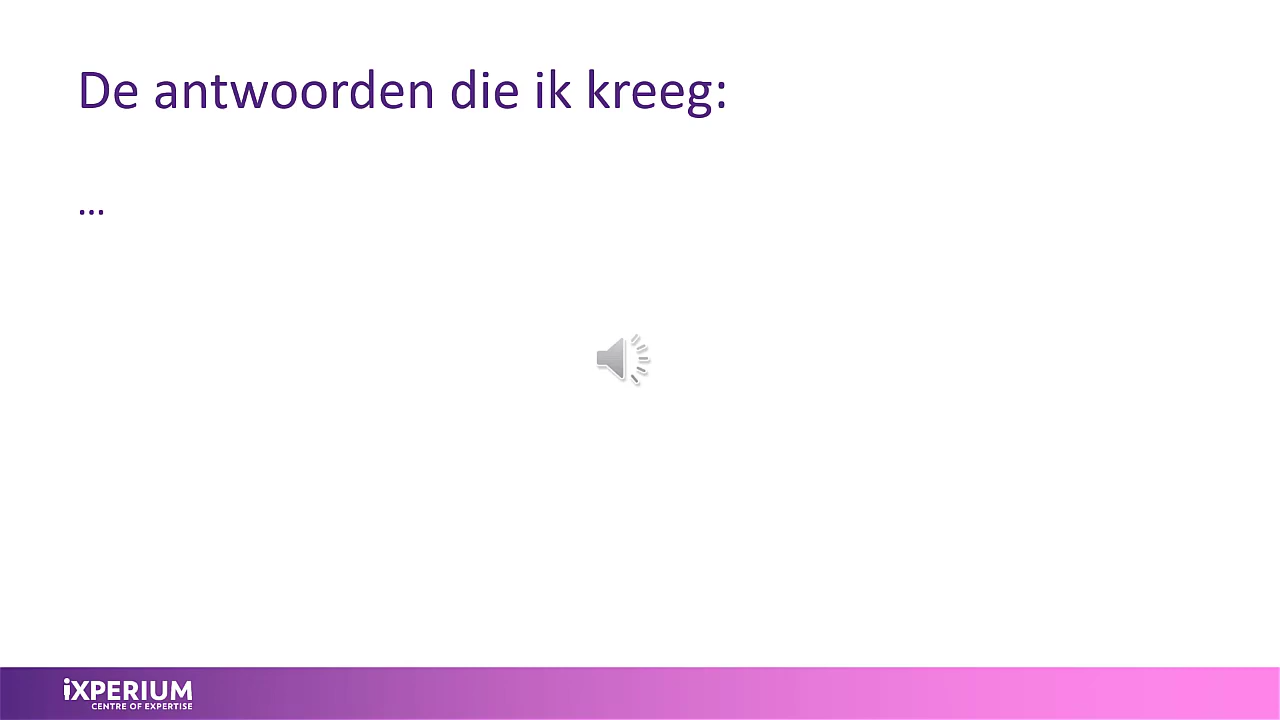 De antwoorden die ik kreeg:
...
iXPERIUM
CENTRE OF EXPERTISE